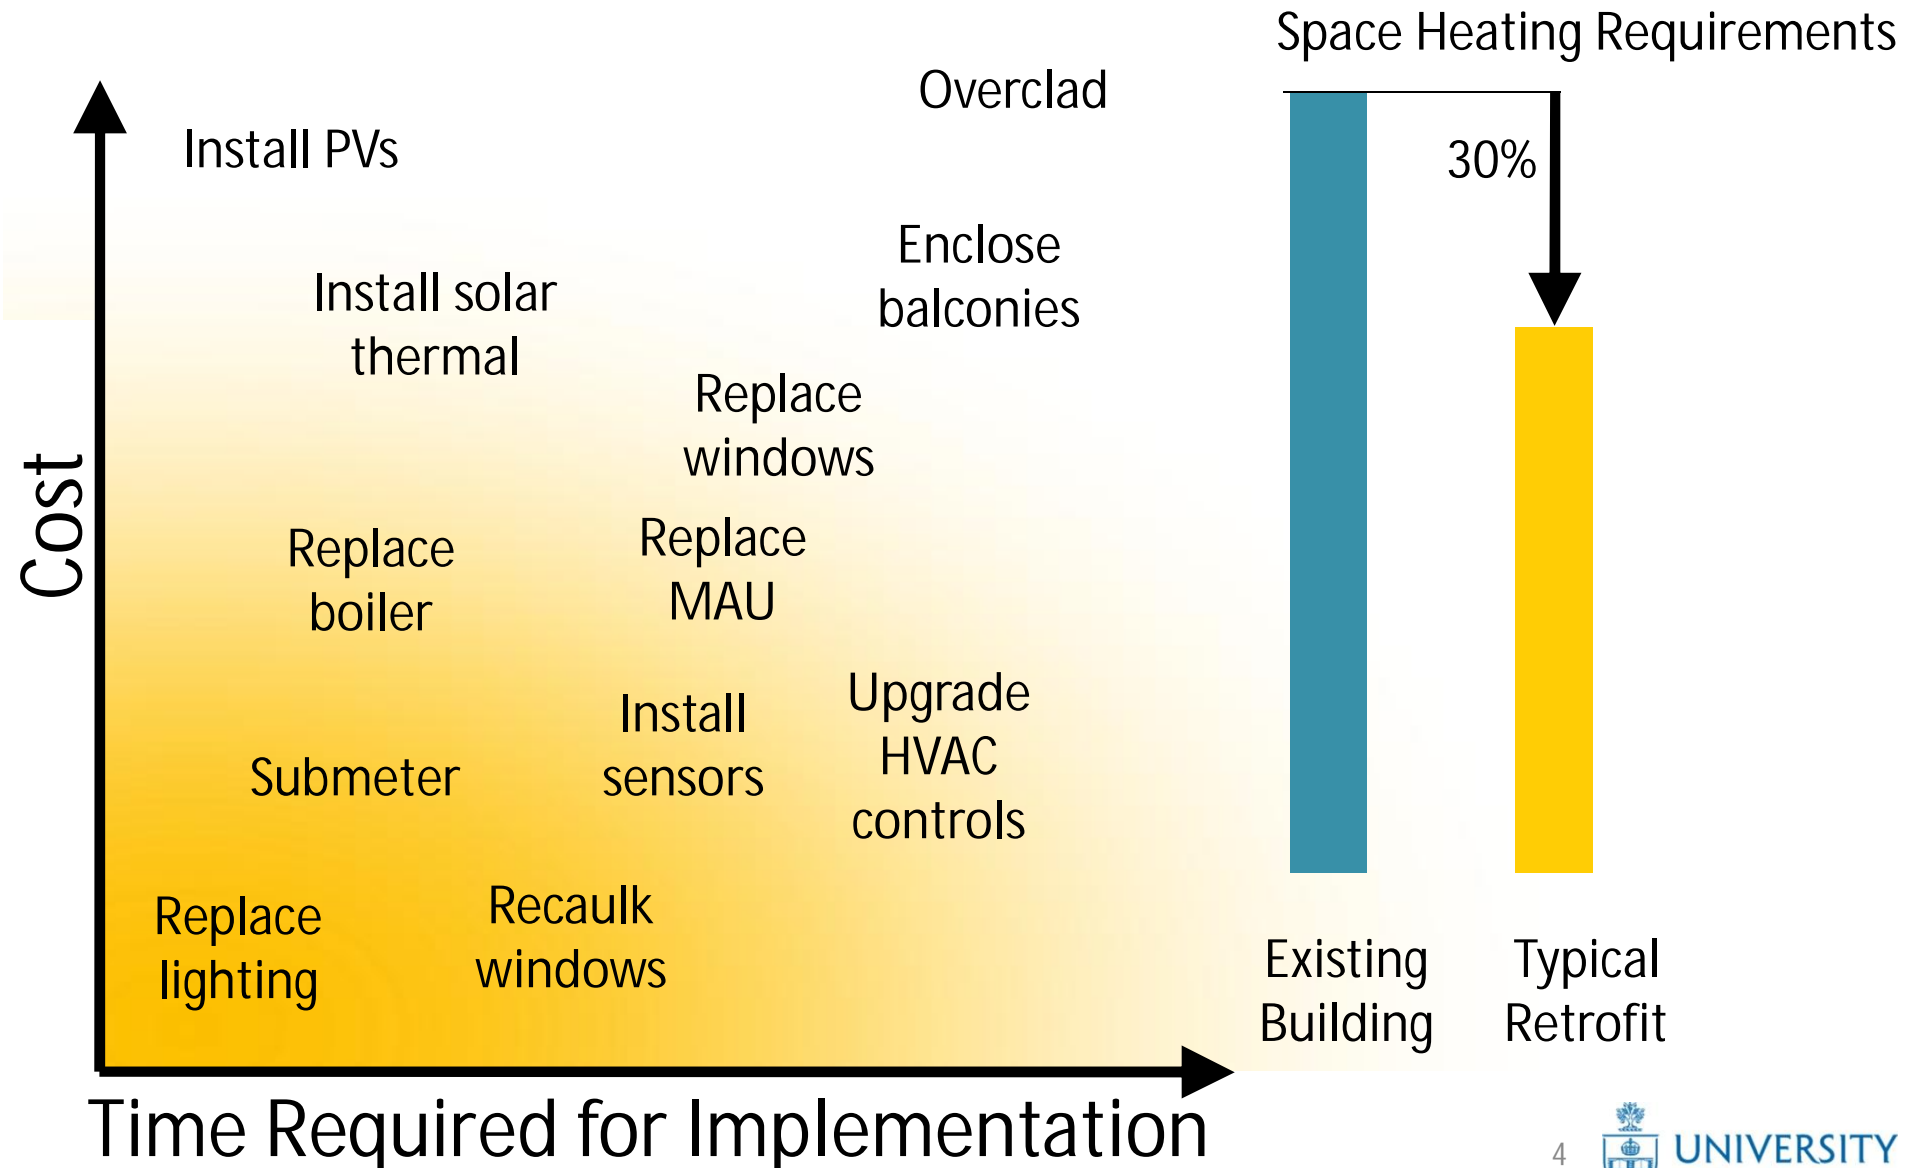 Space Heating Requirements
Overclad
Install PVs
30%
Enclose
balconies
Install solar
thermal
Replace
windows
Cost
Replace
boiler
Replace
MAU
Install
sensors
Upgrade
HVAC
controls
Submeter
Replace
lighting
Recaulk
windows
Existing
Building
Typical
Retrofit
Time Required for Implementation
4
UNIVERSITY